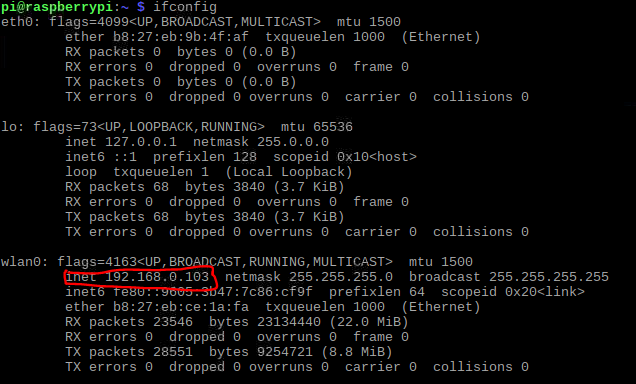 pi@raspberrypi:~ $ ifconfig
eth0: flags=4099<UP,BROADCAST,MULTICAST>  mtu 1500
        ether b8:27:eb:9b:4f:af  txqueuelen 1000  (Ethernet)
        RX packets 0  bytes 0 (0.0 B)
        RX errors 0  dropped 0  overruns 0  frame 0
        TX packets 0  bytes 0 (0.0 B)
        TX errors 0  dropped 0 overruns 0  carrier 0  collisions 0

lo: flags=73<UP,LOOPBACK,RUNNING>  mtu 65536
        inet 127.0.0.1  netmask 255.0.0.0
        inet6 ::1  prefixlen 128  scopeid 0x10<host>
        loop  txqueuelen 1  (Local Loopback)
        RX packets 68  bytes 3840 (3.7 KiB)
        RX errors 0  dropped 0  overruns 0  frame 0
        TX packets 68  bytes 3840 (3.7 KiB)
        TX errors 0  dropped 0 overruns 0  carrier 0  collisions 0

wlan0: flags=4163<UP,BROADCAST,RUNNING,MULTICAST>  mtu 1500
        inet 192.168.0.103  netmask 255.255.255.0  broadcast 255.255.255.255
        inet6 fe80::9605:3b47:7c86:cf9f  prefixlen 64  scopeid 0x20<link>
        ether b8:27:eb:ce:1a:fa  txqueuelen 1000  (Ethernet)
        RX packets 23546  bytes 23134440 (22.0 MiB)
        RX errors 0  dropped 0  overruns 0  frame 0
        TX packets 28551  bytes 9254721 (8.8 MiB)
        TX errors 0  dropped 0 overruns 0  carrier 0  collisions 0